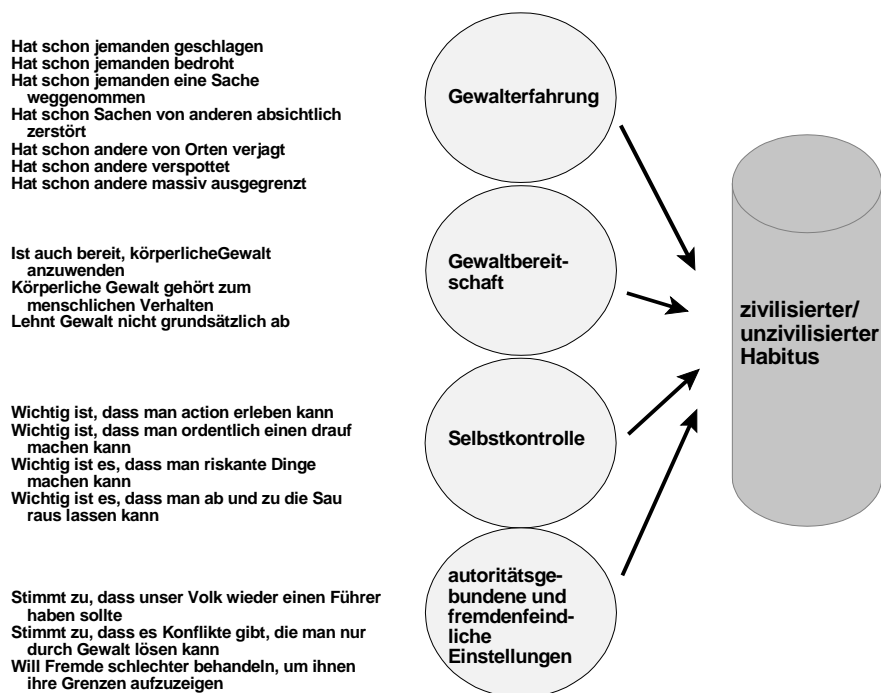 Hat schon jemanden geschlagen
Hat schon jemanden bedroht
Hat schon jemanden eine Sache
weggenommen
Hat schon Sachen von anderen absichtlich
zerstört
Hat schon andere von Orten verjagt
Hat schon andere verspottet
Hat schon andere massiv ausgegrenzt
Gewalterfahrung
Ist auch bereit, körperlicheGewalt
anzuwenden
Körperliche Gewalt gehört zum
menschlichen Verhalten
Lehnt Gewalt nicht grundsätzlich ab
Gewaltbereit-
schaft
Wichtig ist, dass man action erleben kann
Wichtig ist, dass man ordentlich einen drauf
machen kann
Wichtig ist es, dass man riskante Dinge
machen kann
Wichtig ist es, dass man ab und zu die Sau
raus lassen kann
Selbstkontrolle
Stimmt zu, dass unser Volk wieder einen Führer
haben sollte
Stimmt zu, dass es Konflikte gibt, die man nur
durch Gewalt lösen kann
Will Fremde schlechter behandeln, um ihnen
ihre Grenzen aufzuzeigen
autoritätsge-
bundene und
fremdenfeind-
liche
Einstellungen
zivilisierter/
unzivilisierter
Habitus